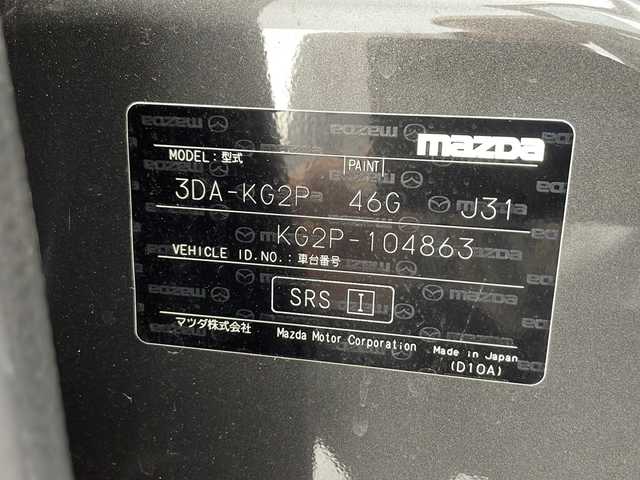 mazda
MODEL:型式 PAINT
3DA-KG2P 46G J31
KG2P-104863
VEHICLE ID.NO.:車台番号
SRS I
マツダ株式会社 Mazda Motor Corporation Made in Japan
(D10A)